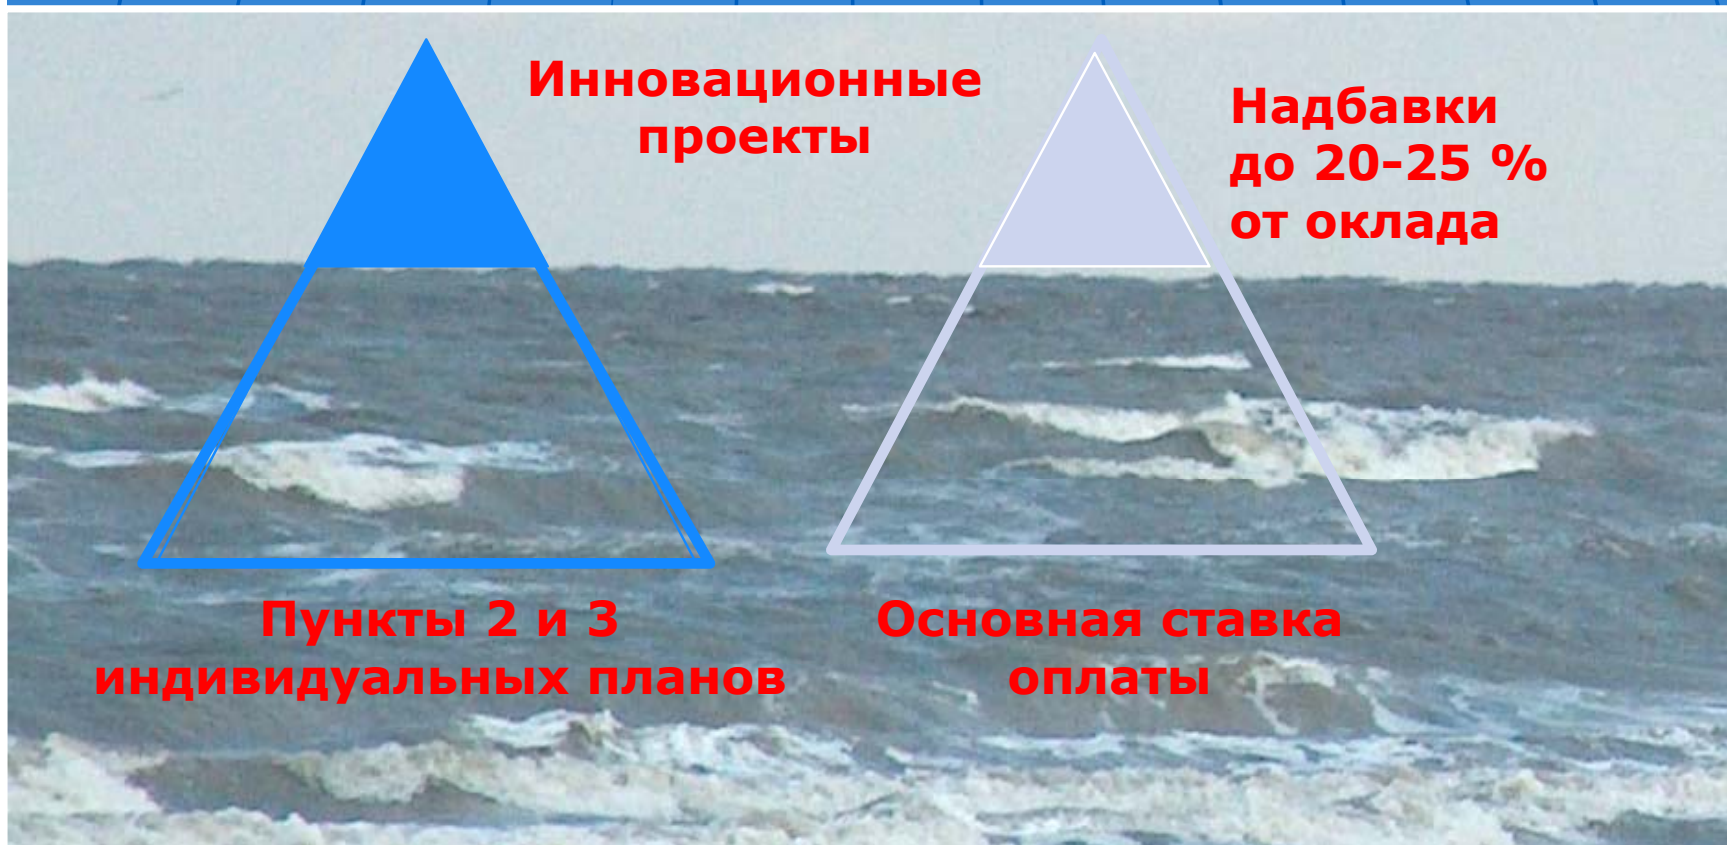 Инновационные
проекты
Надбавки
до 20-25 %
от оклада
Пункты 2 и 3
индивидуальных планов
Основная ставка
оплаты